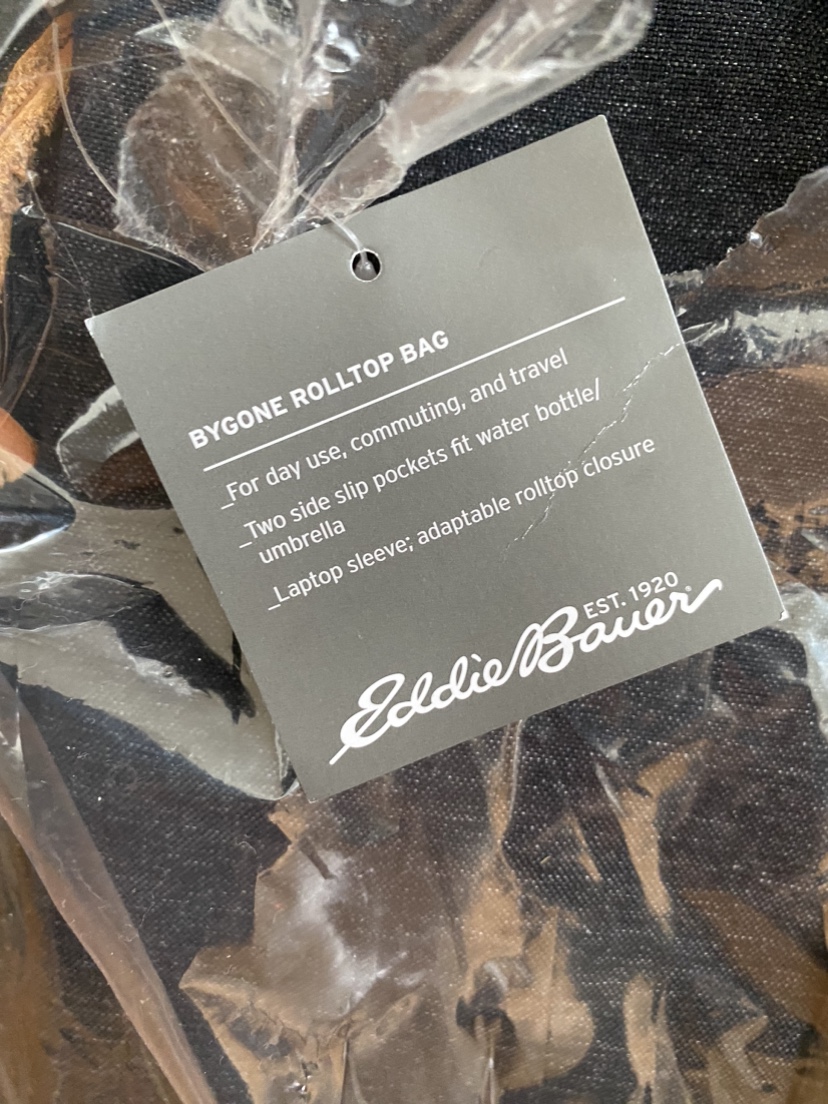 BYGONE ROLLTOP BAG
_For day use, commuting, and travel
_Two side slip pockets fit water bottle/
umbrella
_Laptop sleeve; adaptable rolltop closure
EST. 1920
Eddie Bauer